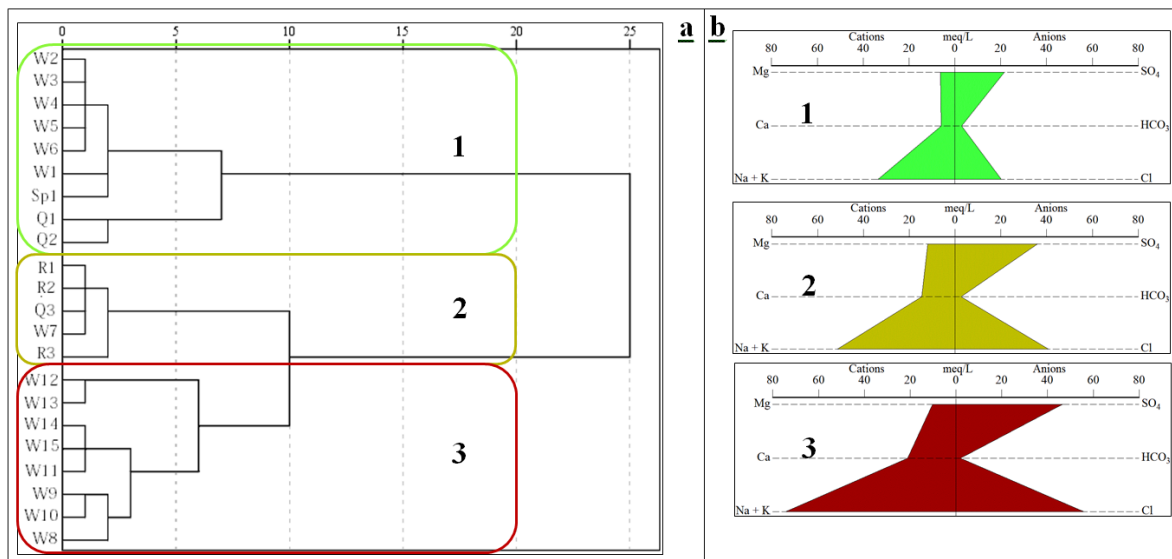 0 5 10 15 20 25
a
W2
W3
W4
W5
W6
W1
Sp1
Q1
Q2
R1
R2
Q3
W7
R3
W12
W13
W14
W15
W11
W9
W10
W8
1
2
3
b
Cations meq/L Anions
80 60 40 20 0 20 40 60 80
Mg SO₄
1
Ca HCO₃
Na + K Cl
Cations meq/L Anions
80 60 40 20 0 20 40 60 80
Mg SO₄
2
Ca HCO₃
Na + K Cl
Cations meq/L Anions
80 60 40 20 0 20 40 60 80
Mg SO₄
3
Ca HCO₃
Na + K Cl